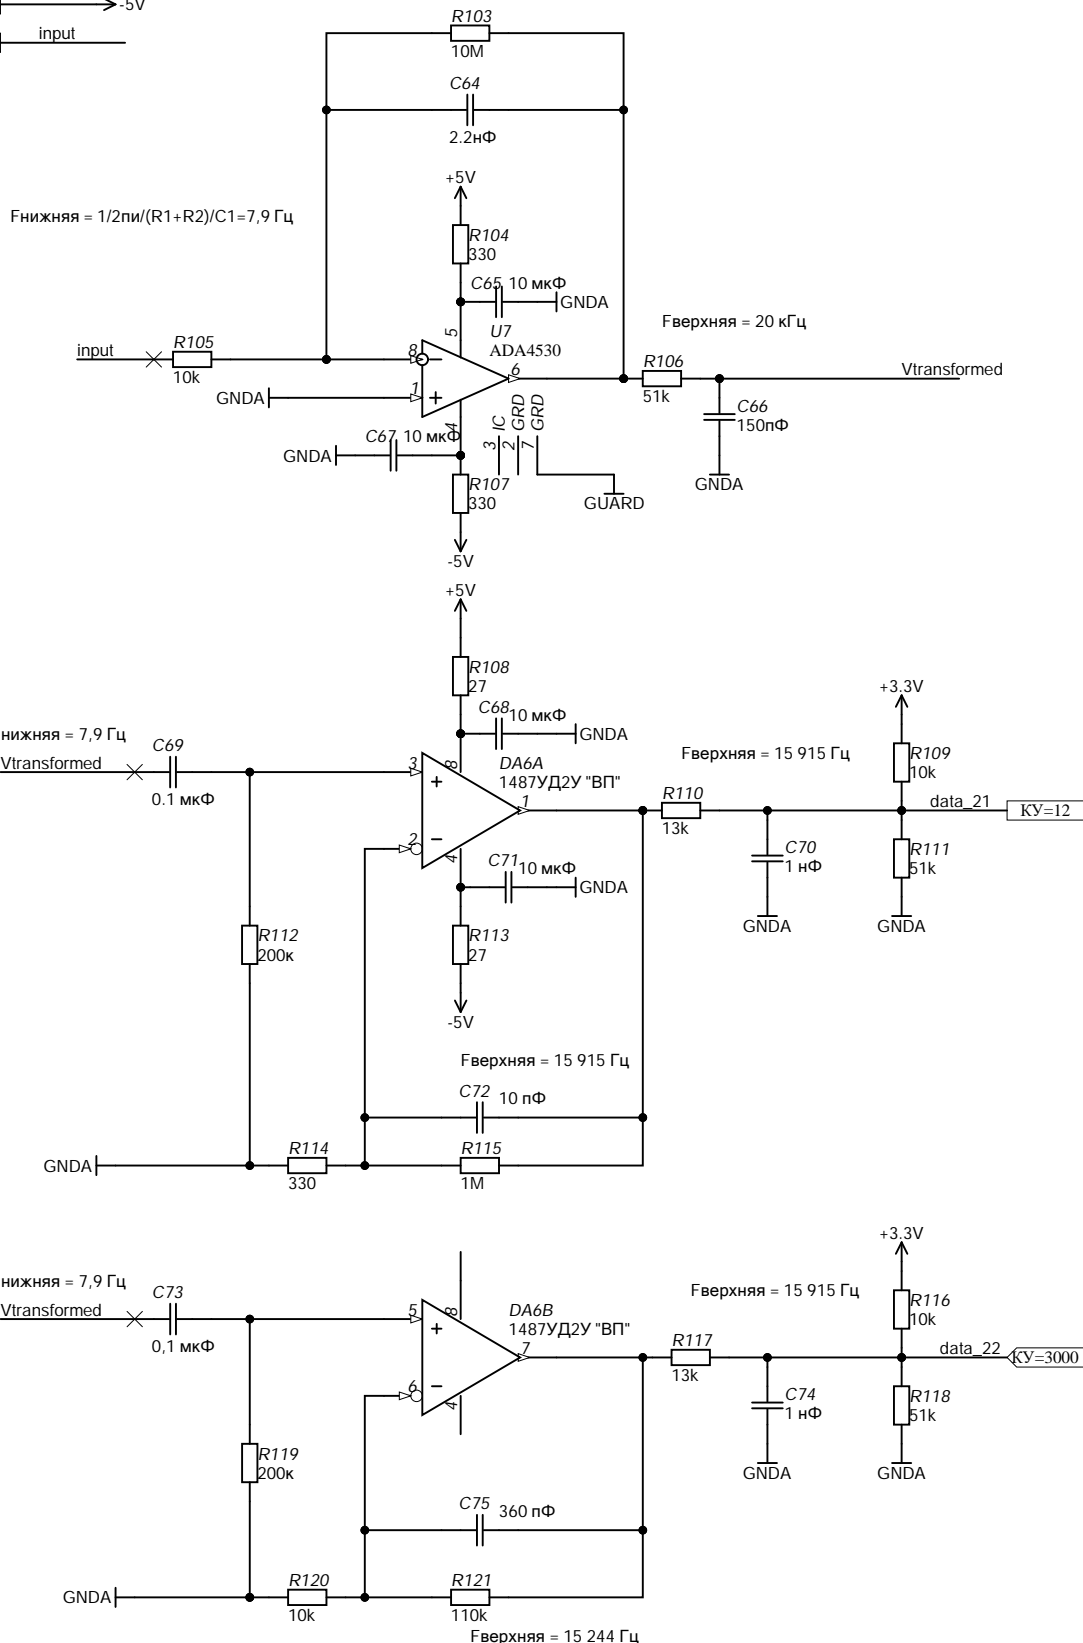 -5V
input
R103
10M
C64
2.2нФ
+5V
Fнижняя = 1/2пи/(R1+R2)/C1=7,9 Гц
R104
330
C65 10 мкФ
GNDA
5
U7
ADA4530
Fверхняя = 20 кГц
input
R105
10k
8
6
R106
51k
Vtransformed
GNDA
1
C66
150пФ
GNDA
C67 10 мкФ
4
GNDA
3 IC
2 GRD
7 GRD
R107
330
GUARD
-5V
+5V
R108
27
C68 10 мкФ
GNDA
+3.3V
нижняя = 7,9 Гц
Vtransformed
C69
0.1 мкФ
3
8
DA6A
1487УД2У "ВП"
1
Fверхняя = 15 915 Гц
R109
10k
R110
13k
data_21
КУ=12
2
4
C71 10 мкФ
GNDA
C70
1 нФ
R111
51k
GNDA
GNDA
R112
200к
R113
27
-5V
Fверхняя = 15 915 Гц
C72 10 пФ
GNDA
R114
330
R115
1M
+3.3V
нижняя = 7,9 Гц
Vtransformed
C73
0,1 мкФ
5
8
DA6B
1487УД2У "ВП"
7
Fверхняя = 15 915 Гц
R116
10k
R117
13k
data_22
КУ=3000
6
4
C74
1 нФ
R118
51k
GNDA
GNDA
R119
200к
C75 360 пФ
GNDA
R120
10k
R121
110k
Fверхняя = 15 244 Гц